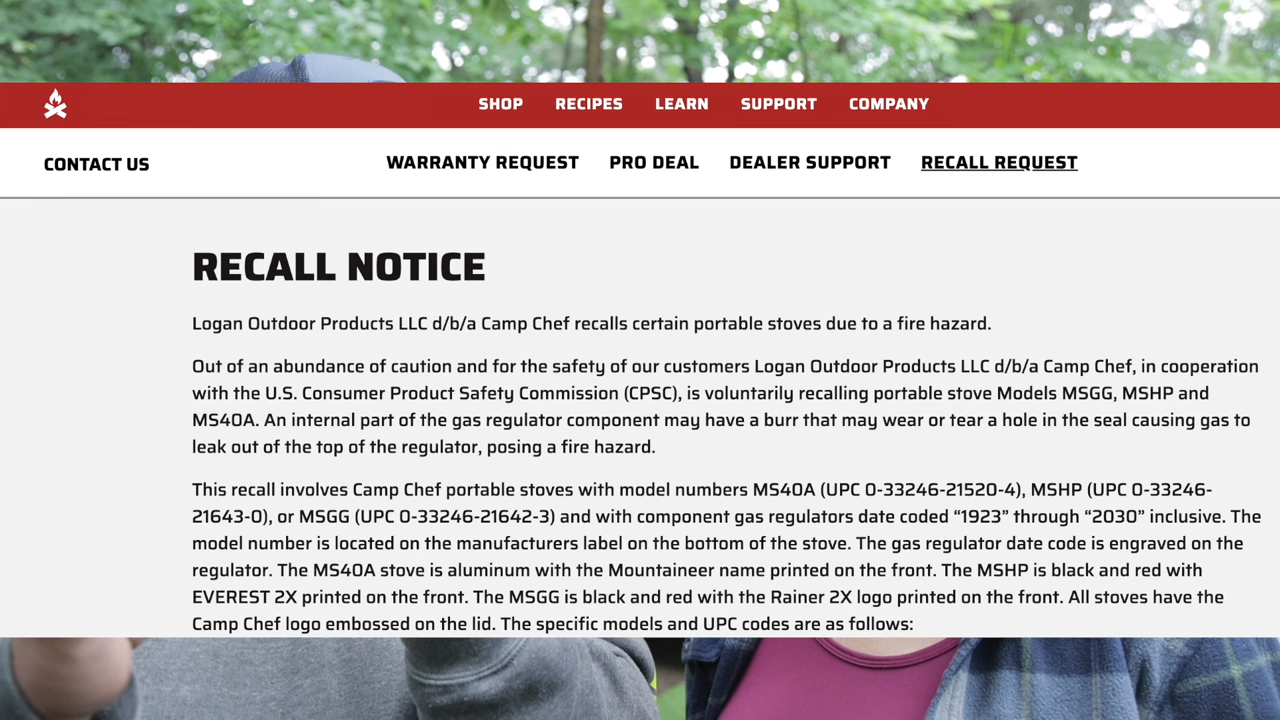 SHOP RECIPES LEARN SUPPORT COMPANY
CONTACT US WARRANTY REQUEST PRO DEAL DEALER SUPPORT RECALL REQUEST
RECALL NOTICE
Logan Outdoor Products LLC d/b/a Camp Chef recalls certain portable stoves due to a fire hazard.
Out of an abundance of caution and for the safety of our customers Logan Outdoor Products LLC d/b/a Camp Chef, in cooperation
with the U.S. Consumer Product Safety Commission (CPSC), is voluntarily recalling portable stove Models MSGG, MSHP and
MS40A. An internal part of the gas regulator component may have a burr that may wear or tear a hole in the seal causing gas to
leak out of the top of the regulator, posing a fire hazard.
This recall involves Camp Chef portable stoves with model numbers MS40A (UPC 0-33246-21520-4), MSHP (UPC 0-33246-
21643-0), or MSGG (UPC 0-33246-21642-3) and with component gas regulators date coded “1923” through “2030” inclusive. The
model number is located on the manufacturers label on the bottom of the stove. The gas regulator date code is engraved on the
regulator. The MS40A stove is aluminum with the Mountaineer name printed on the front. The MSHP is black and red with
EVEREST 2X printed on the front. The MSGG is black and red with the Rainer 2X logo printed on the front. All stoves have the
Camp Chef logo embossed on the lid. The specific models and UPC codes are as follows: